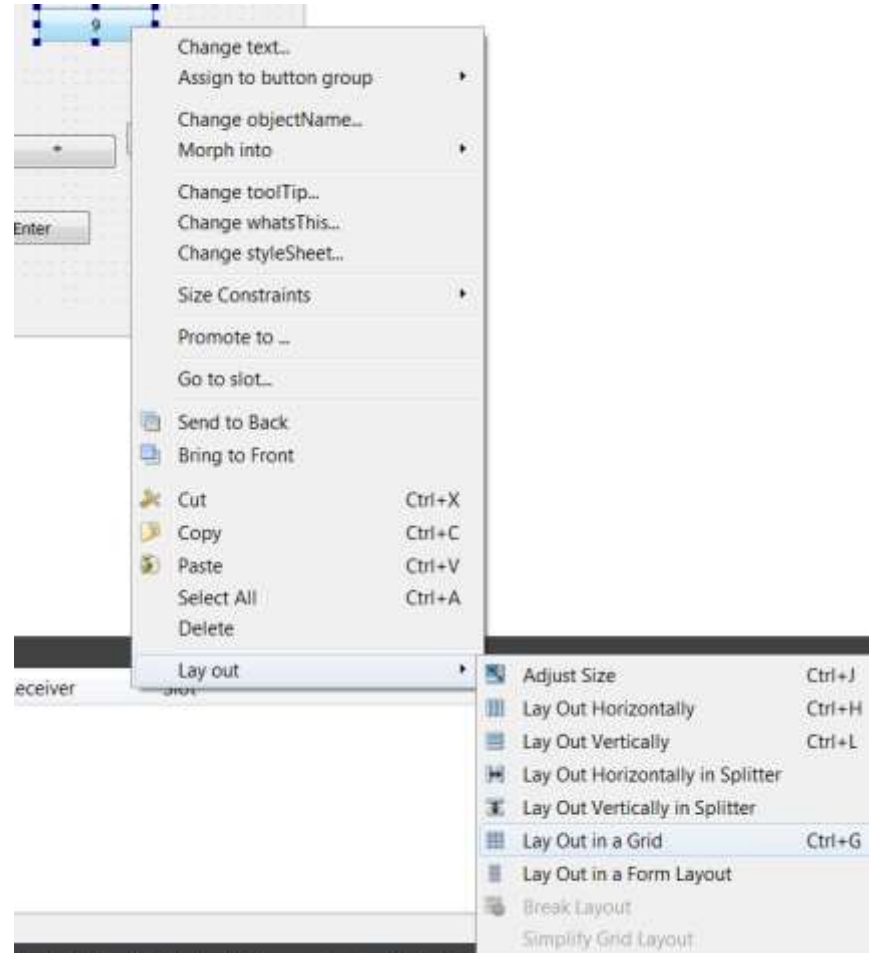 9
Change text...
Assign to button group
Change objectName...
Morph into
Change toolTip...
Enter
Change whatsThis...
Change styleSheet...
Size Constraints
Promote to ...
Go to slot...
Send to Back
Bring to Front
Cut Ctrl+X
Copy Ctrl+C
Paste Ctrl+V
Select All Ctrl+A
Delete
Lay out
eceiver Slot
Adjust Size Ctrl+J
Lay Out Horizontally Ctrl+H
Lay Out Vertically Ctrl+L
Lay Out Horizontally in Splitter
Lay Out Vertically in Splitter
Lay Out in a Grid Ctrl+G
Lay Out in a Form Layout
Break Layout
Simplify Grid Layout